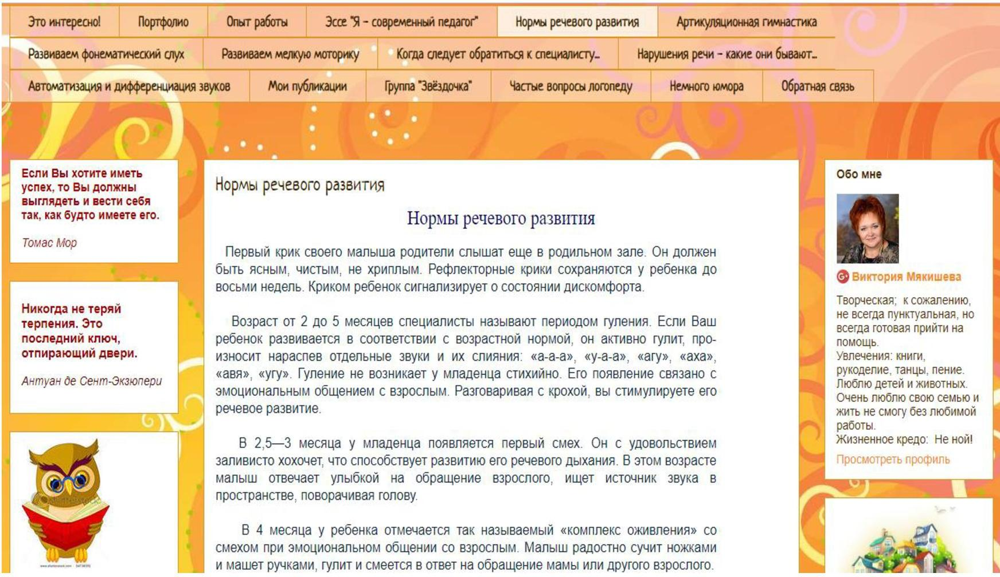 Это интересно!
Портфолио
Опыт работы
Эссе "Я - современный педагог"
Нормы речевого развития
Артикуляционная гимнастика
Развиваем фонематический слух
Развиваем мелкую моторику
Когда следует обратиться к специалисту...
Нарушения речи - какие они бывают...
Автоматизация и дифференциация звуков
Мои публикации
Группа "Звёздочка"
Частые вопросы логопеду
Немного юмора
Обратная связь
Если Вы хотите иметь
успех, то Вы должны
выглядеть и вести себя
так, как будто имеете его.
Томас Мор
Никогда не теряй
терпения. Это
последний ключ,
отпирающий двери.
Антуан де Сент-Экзюпери
shutterstock
www.shutterstock.com
Нормы речевого развития
Нормы речевого развития
Первый крик своего малыша родители слышат еще в родильном зале. Он должен
быть ясным, чистым, не хриплым. Рефлекторные крики сохраняются у ребенка до
восьми недель. Криком ребенок сигнализирует о состоянии дискомфорта.
Возраст от 2 до 5 месяцев специалисты называют периодом гуления. Если Ваш
ребенок развивается в соответствии с возрастной нормой, он активно гулит, про-
износит нараспев отдельные звуки и их слияния: «а-а-а», «у-а-а», «агу», «аха»,
«авя», «угу». Гуление не возникает у младенца стихийно. Его появление связано с
эмоциональным общением с взрослым. Разговаривая с крохой, вы стимулируете его
речевое развитие.
В 2,5—3 месяца у младенца появляется первый смех. Он с удовольствием
заливисто хохочет, что способствует развитию его речевого дыхания. В этом возрасте
малыш отвечает улыбкой на обращение взрослого, ищет источник звука в
пространстве, поворачивая голову.
В 4 месяца у ребенка отмечается так называемый «комплекс оживления» со
смехом при эмоциональном общении со взрослым. Малыш радостно сучит ножками
и машет ручками, гулит и смеется в ответ на обращение мамы или другого взрослого.
Обо мне
G+ Виктория Мякишева
Творческая; к сожалению,
не всегда пунктуальная, но
всегда готовая прийти на
помощь.
Увлечения: книги,
рукоделие, танцы, пение.
Люблю детей и животных.
Очень люблю свою семью и
жить не смогу без любимой
работы.
Жизненное кредо: Не ной!
Просмотреть профиль